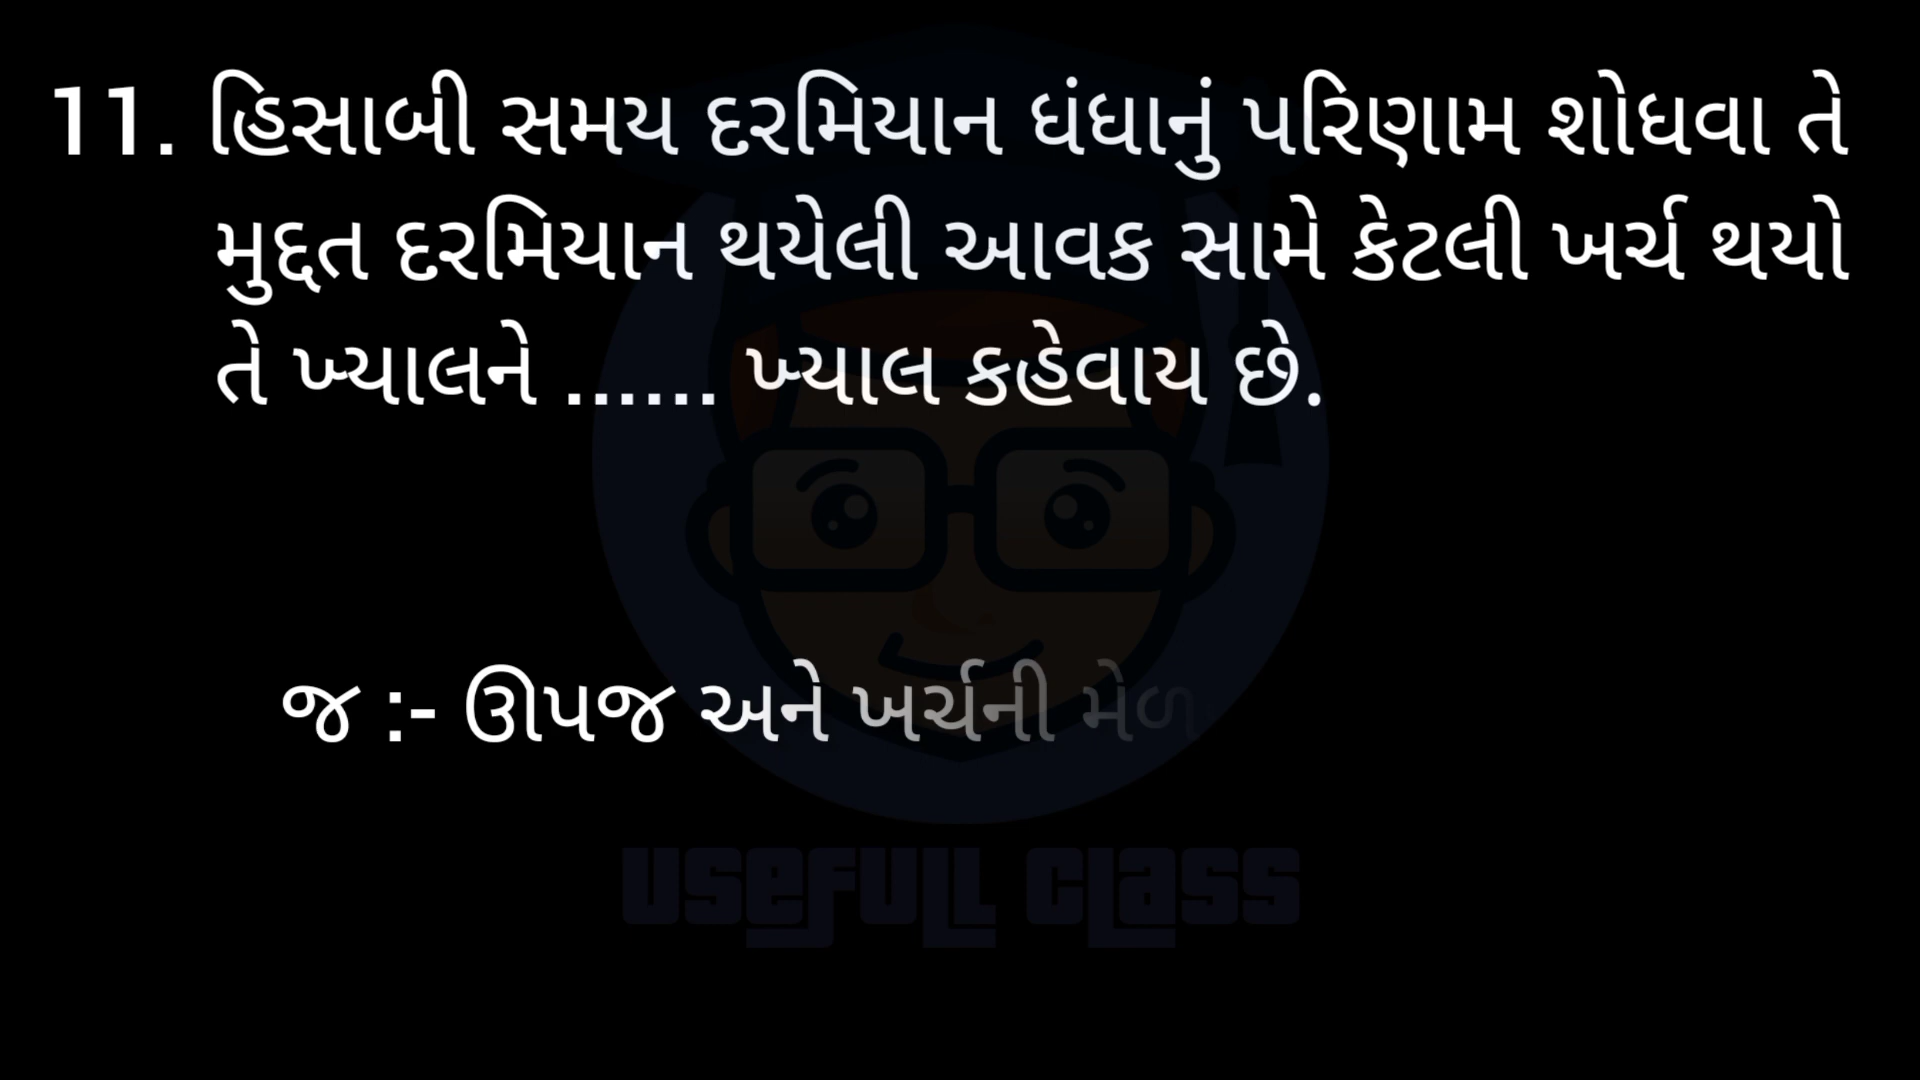 11. હિસાબી સમય દરમિયાન ધંધાનું પરિણામ શોધવા તે
મુદ્દત દરમિયાન થયેલી આવક સામે કેટલી ખર્ચ થયો
તે ખ્યાલને ...... ખ્યાલ કહેવાય છે.
જ :- ઊપજ અને ખર્ચની મેળ
USEFULL CLASS